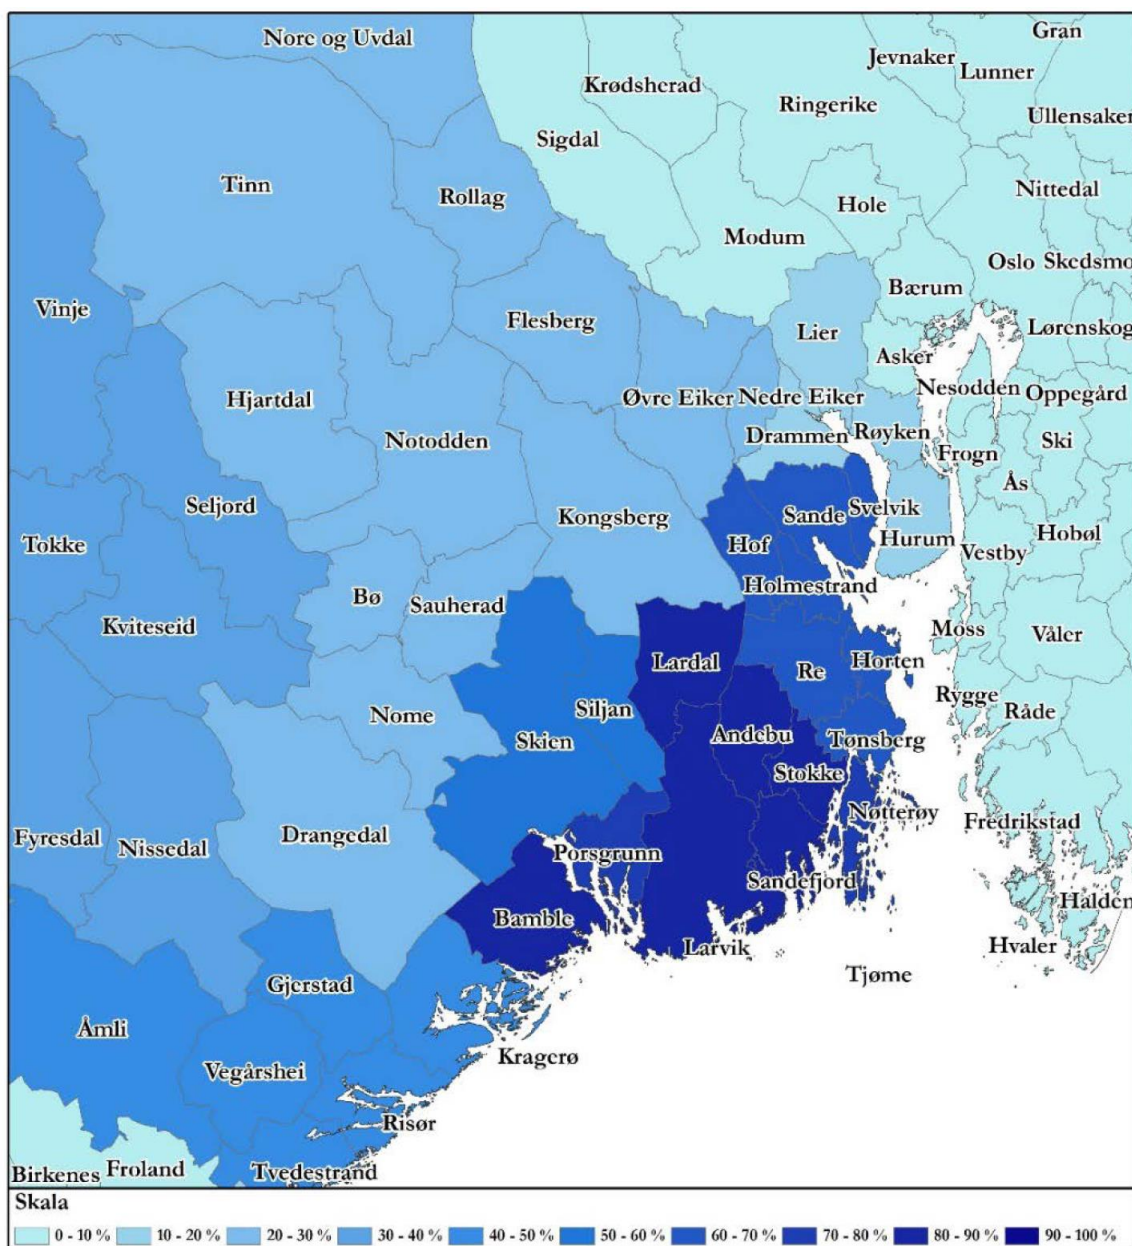 Nore og Uvdal
Gran
Jevnaker
Lunner
Krødsherad
Ringerike
Ullensaker
Sigdal
Tinn
Rollag
Nittedal
Hole
Modum
Oslo
Skedsmo
Bærum
Vinje
Flesberg
Lier
Lørenskog
Asker
Nesodden
Oppegård
Hjartdal
Øvre Eiker
Nedre Eiker
Notodden
Drammen
Røyken
Frogn
Ski
Ås
Seljord
Kongsberg
Sande
Svelvik
Tokke
Hof
Hurum
Vestby
Hobøl
Bø
Sauherad
Holmestrand
Kviteseid
Moss
Våler
Lardal
Re
Horten
Rygge
Råde
Nome
Siljan
Skien
Andebu
Tønsberg
Stokke
Nøtterøy
Fredrikstad
Fyresdal
Nissedal
Drangedal
Porsgrunn
Sandefjord
Halden
Bamble
Larvik
Hvaler
Tjøme
Gjerstad
Åmli
Kragerø
Vegårshei
Risør
Birkenes
Froland
Tvedestrand
Skala
0 - 10 % 10 - 20 % 20 - 30 % 30 - 40 % 40 - 50 % 50 - 60 % 60 - 70 % 70 - 80 % 80 - 90 % 90 - 100 %